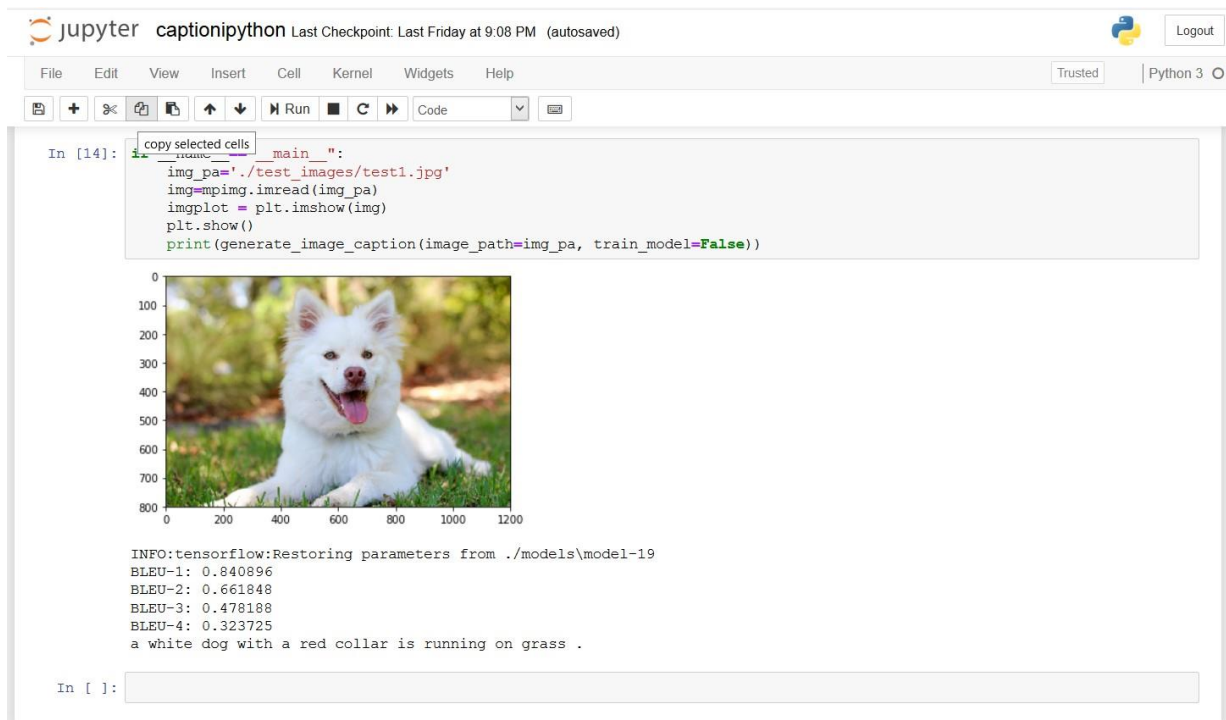 jupyter captionipython Last Checkpoint: Last Friday at 9:08 PM (autosaved)
Logout
File Edit View Insert Cell Kernel Widgets Help
Trusted
Python 3
Run
Code
copy selected cells
In [14]: __main__":
img_pa='./test_images/test1.jpg'
img=mpimg.imread(img_pa)
imgplot = plt.imshow(img)
plt.show()
print(generate_image_caption(image_path=img_pa, train_model=False))
0
100
200
300
400
500
600
700
800
0 200 400 600 800 1000 1200
INFO:tensorflow:Restoring parameters from ./models\model-19
BLEU-1: 0.840896
BLEU-2: 0.661848
BLEU-3: 0.478188
BLEU-4: 0.323725
a white dog with a red collar is running on grass .
In [ ]: